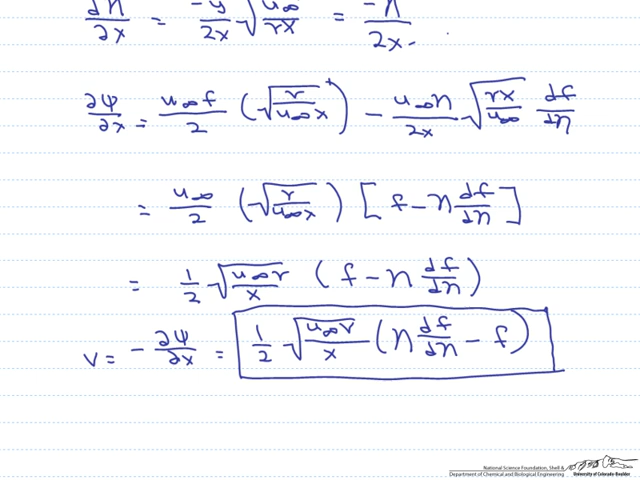 ∂η/∂x = -y/2x √(u∞/νx) = -η/2x
∂ψ/∂x = u∞f/2 (√(ν/u∞x)) - u∞η/2x √(νx/u∞) df/dη
= u∞/2 (√(ν/u∞x)) [f - η df/dη]
= 1/2 √(u∞ν/x) (f - η df/dη)
v = -∂ψ/∂x = 1/2 √(u∞ν/x) (η df/dη - f)
National Science Foundation, Shell &
Department of Chemical and Biological Engineering
University of Colorado Boulder